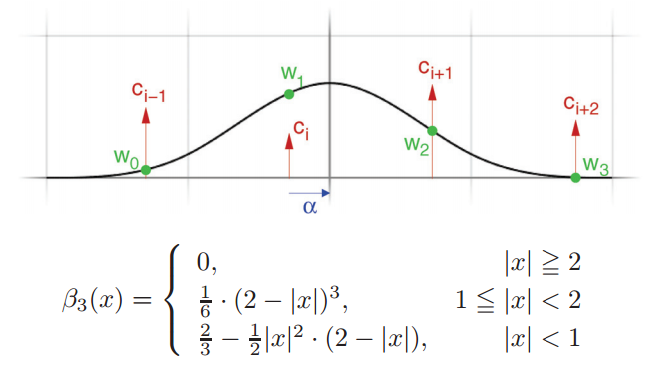 c_{i−1} w_1 c_{i+1}
c_{i+2}
w_0 c_i w_2 w_3
α
β_3(x) = { 0, |x| ≧ 2
1/6 · (2 − |x|)^3, 1 ≦ |x| < 2
2/3 − 1/2|x|^2 · (2 − |x|), |x| < 1